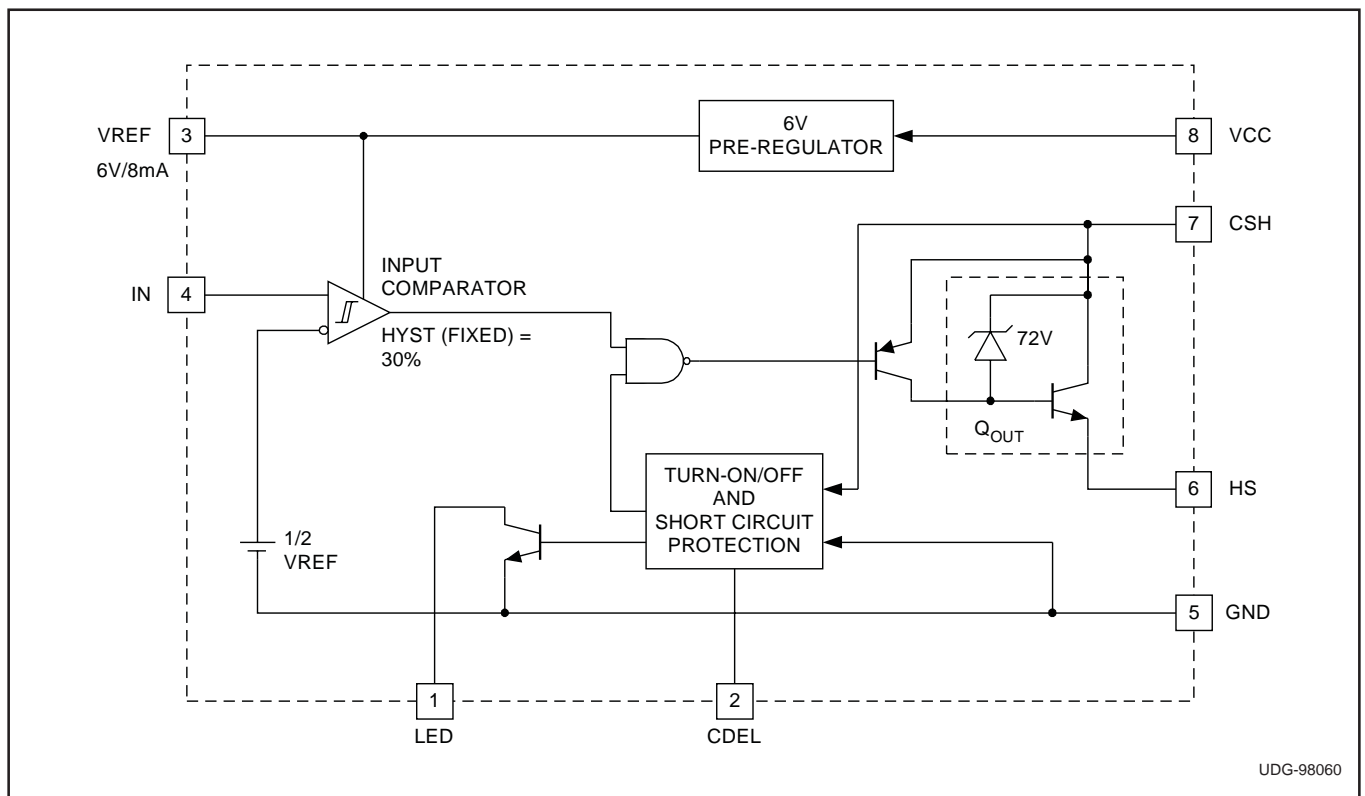 6V
PRE-REGULATOR
VREF
3
6V/8mA
8
VCC
7
CSH
IN
4
INPUT
COMPARATOR
HYST (FIXED) =
30%
72V
QOUT
TURN-ON/OFF
AND
SHORT CIRCUIT
PROTECTION
6
HS
1/2
VREF
5
GND
1
LED
2
CDEL
UDG-98060